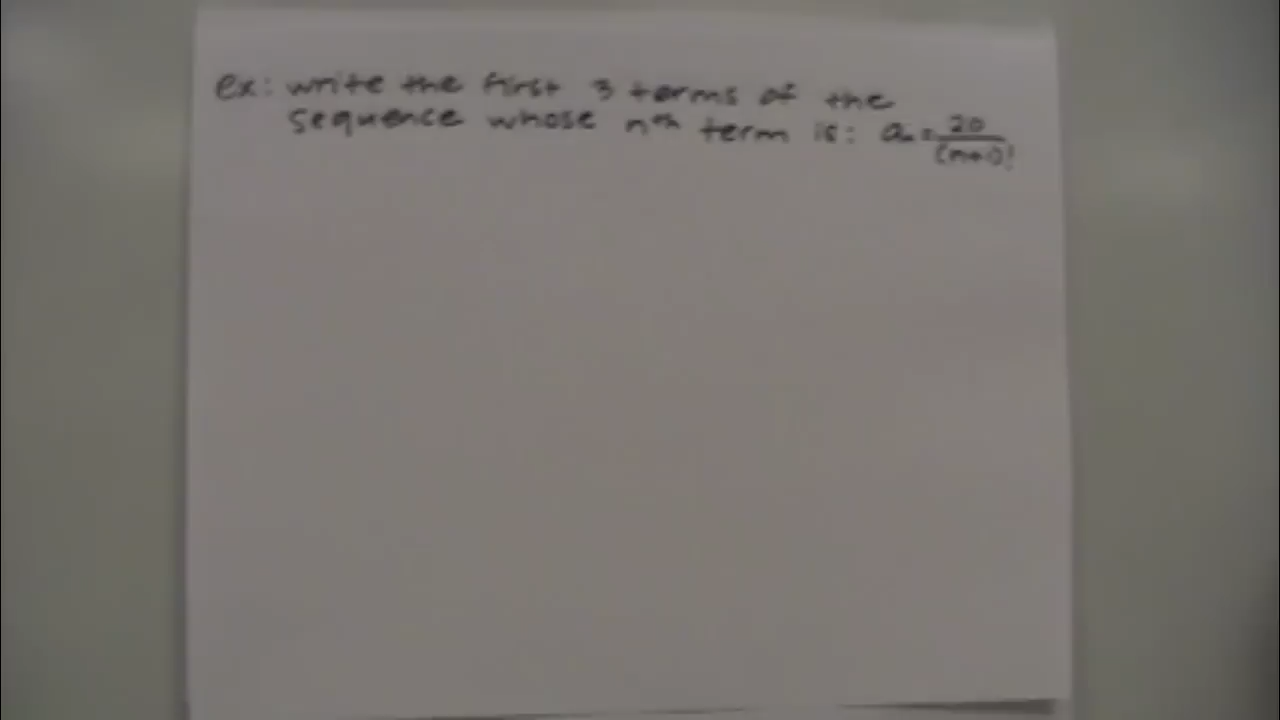 ex: write the first 3 terms of the
sequence whose nth term is: an = 20/(n+1)!